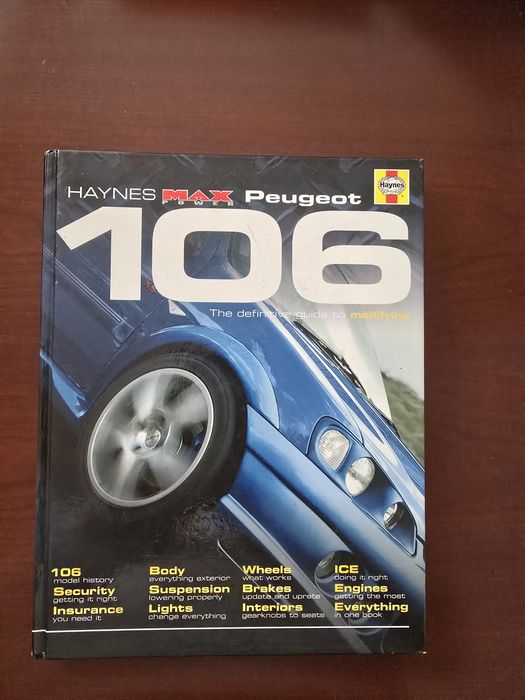 HAYNES MAX POWER Peugeot
Haynes
106
The definitive guide to modifying
106
model history
Security
getting it right
Insurance
you need it
Body
everything exterior
Suspension
lowering properly
Lights
change everything
Wheels
what works
Brakes
update and uprate
Interiors
gearknobs to seats
ICE
doing it right
Engines
getting the most
Everything
in one book